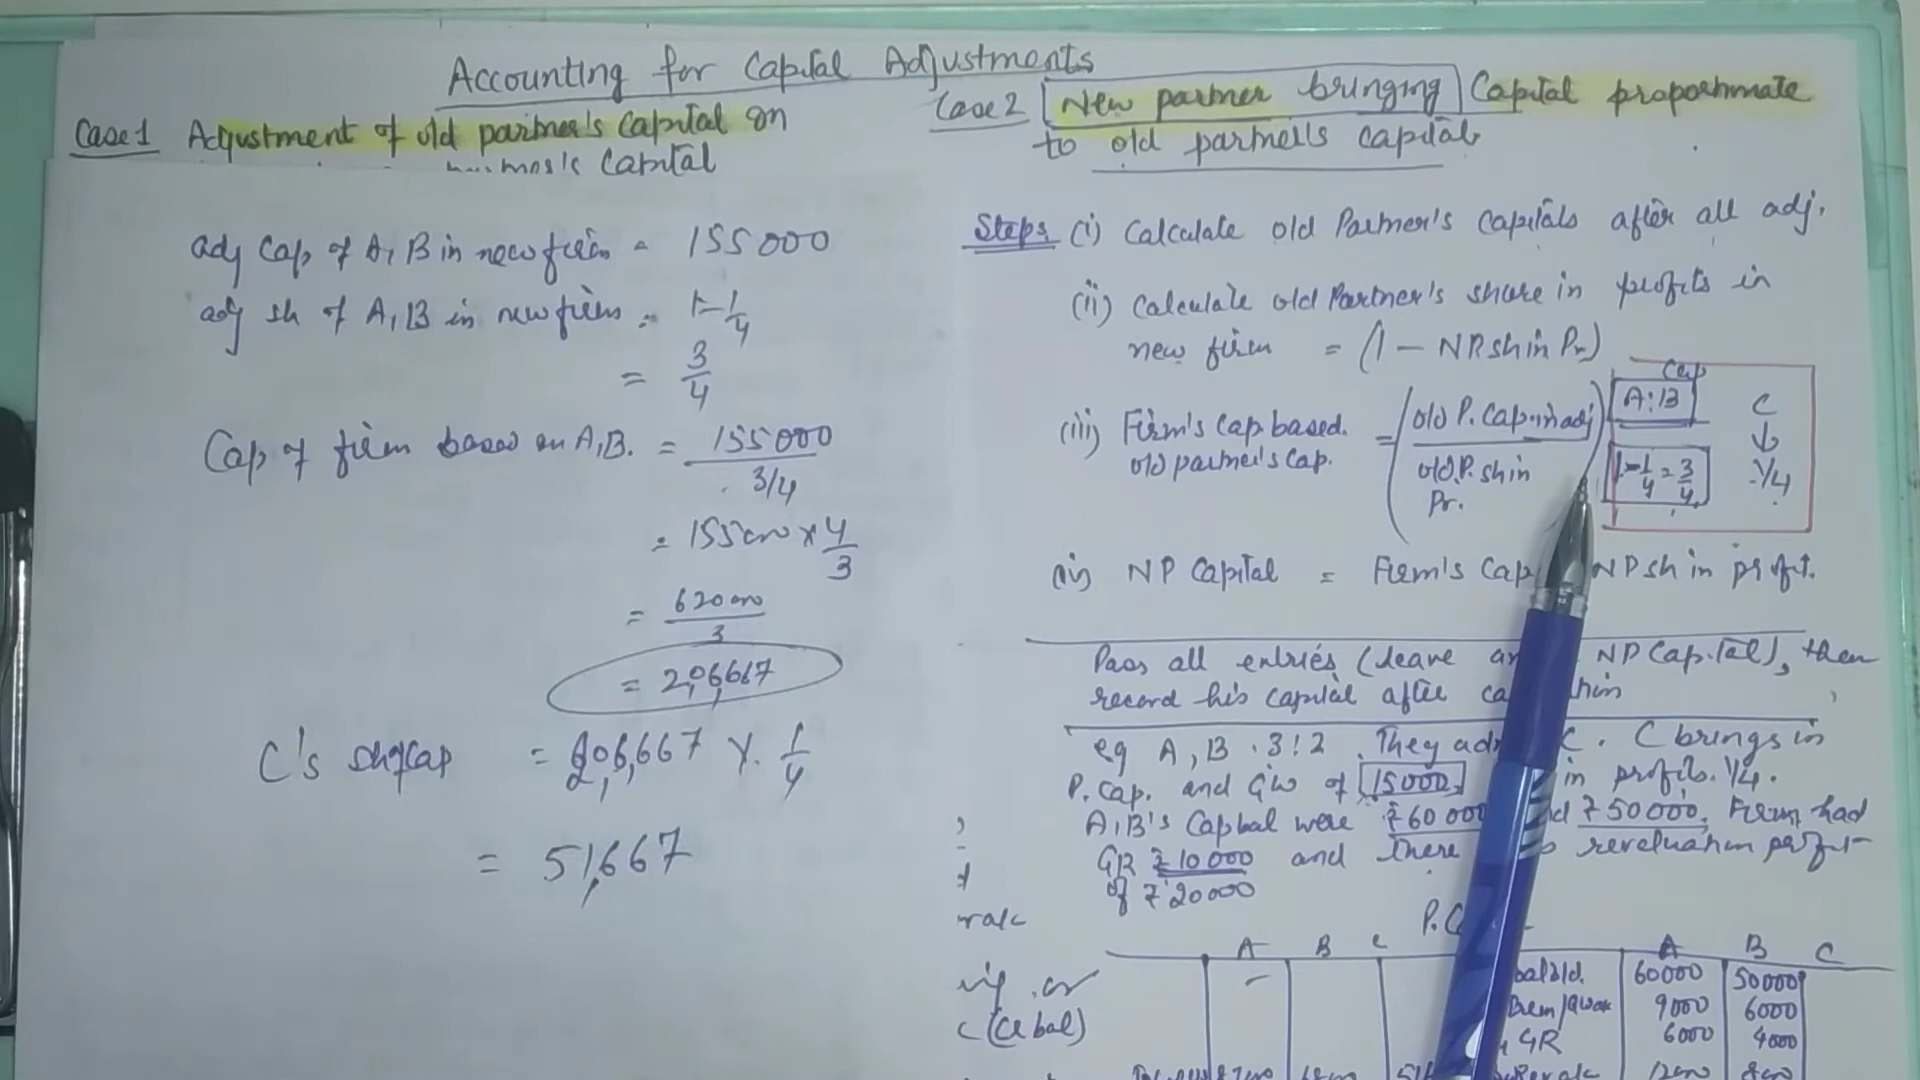 Accounting for Capital Adjustments
Case 1 Adjustment of old partner's Capital on
Capital
adj Cap of A, B in new firm = 155000
adj sh of A, B in new firm = 1-1/4
= 3/4
Cap of firm based on A, B. = 155000
3/4
= 155000 x 4/3
= 620000
3
= 2,06,667
C's Cap = 206,667 x 1/4
= 51,667
Case 2 New partner bringing Capital proportionate
to old partner's capital
Steps (i) Calculate old Partner's Capitals after all adj.
(ii) Calculate old Partner's share in profits in
new firm = (1 - NP sh in Pr)
(iii) Firm's Cap based = old P. Cap in adj
old partner's Cap. old P. sh in
Pr.
Cap
A:B C
1-1/4=3/4 1/4
(iv) NP Capital = Firm's Cap NP sh in profit.
Pass all entries (leave NP Capital), then
record his capital after
eg A, B . 3:2 . They C. C brings in
P. Cap. and G/w of 15000 in profits. 1/4.
A, B's Capital were ₹60 000 ₹50000. Firm had
GR ₹10000 and there revaluation profit
of ₹20000
A B C A B C
60000 50000
9000 6000
GR 6000 4000
C (Cl bal)